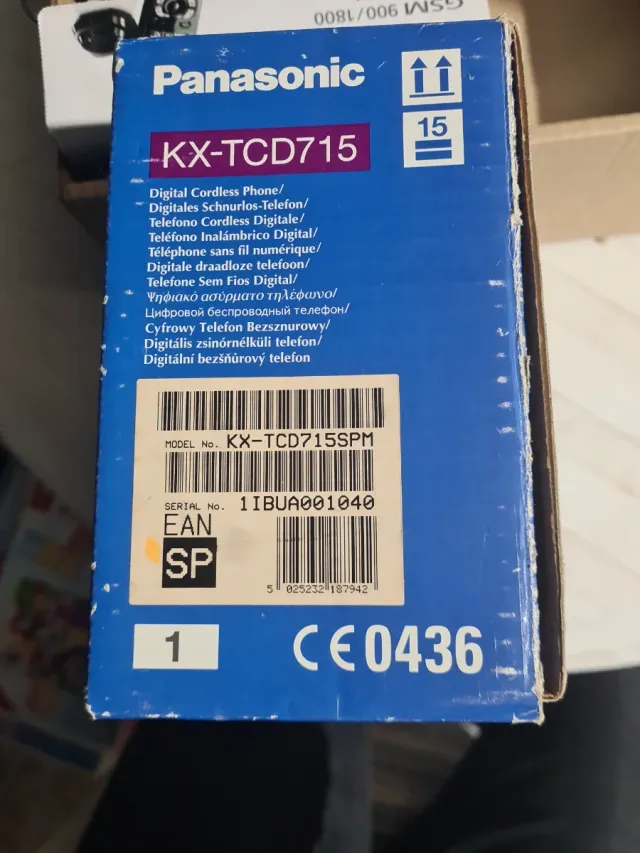 GSM 900/1800
Panasonic
15
KX-TCD715
Digital Cordless Phone/
Digitales Schnurlos-Telefon/
Telefono Cordless Digitale/
Teléfono Inalámbrico Digital/
Téléphone sans fil numérique/
Digitale draadloze telefoon/
Telefone Sem Fios Digital/
Ψηφιακό ασύρματο τηλέφωνο/
Цифровой беспроводный телефон/
Cyfrowy Telefon Bezsznurowy/
Digitális zsinórnélküli telefon/
Digitální bezšňůrový telefon
MODEL No. KX-TCD715SPM
SERIAL No. 1IBUA001040
EAN
SP
5 025232 187942
1
CE0436